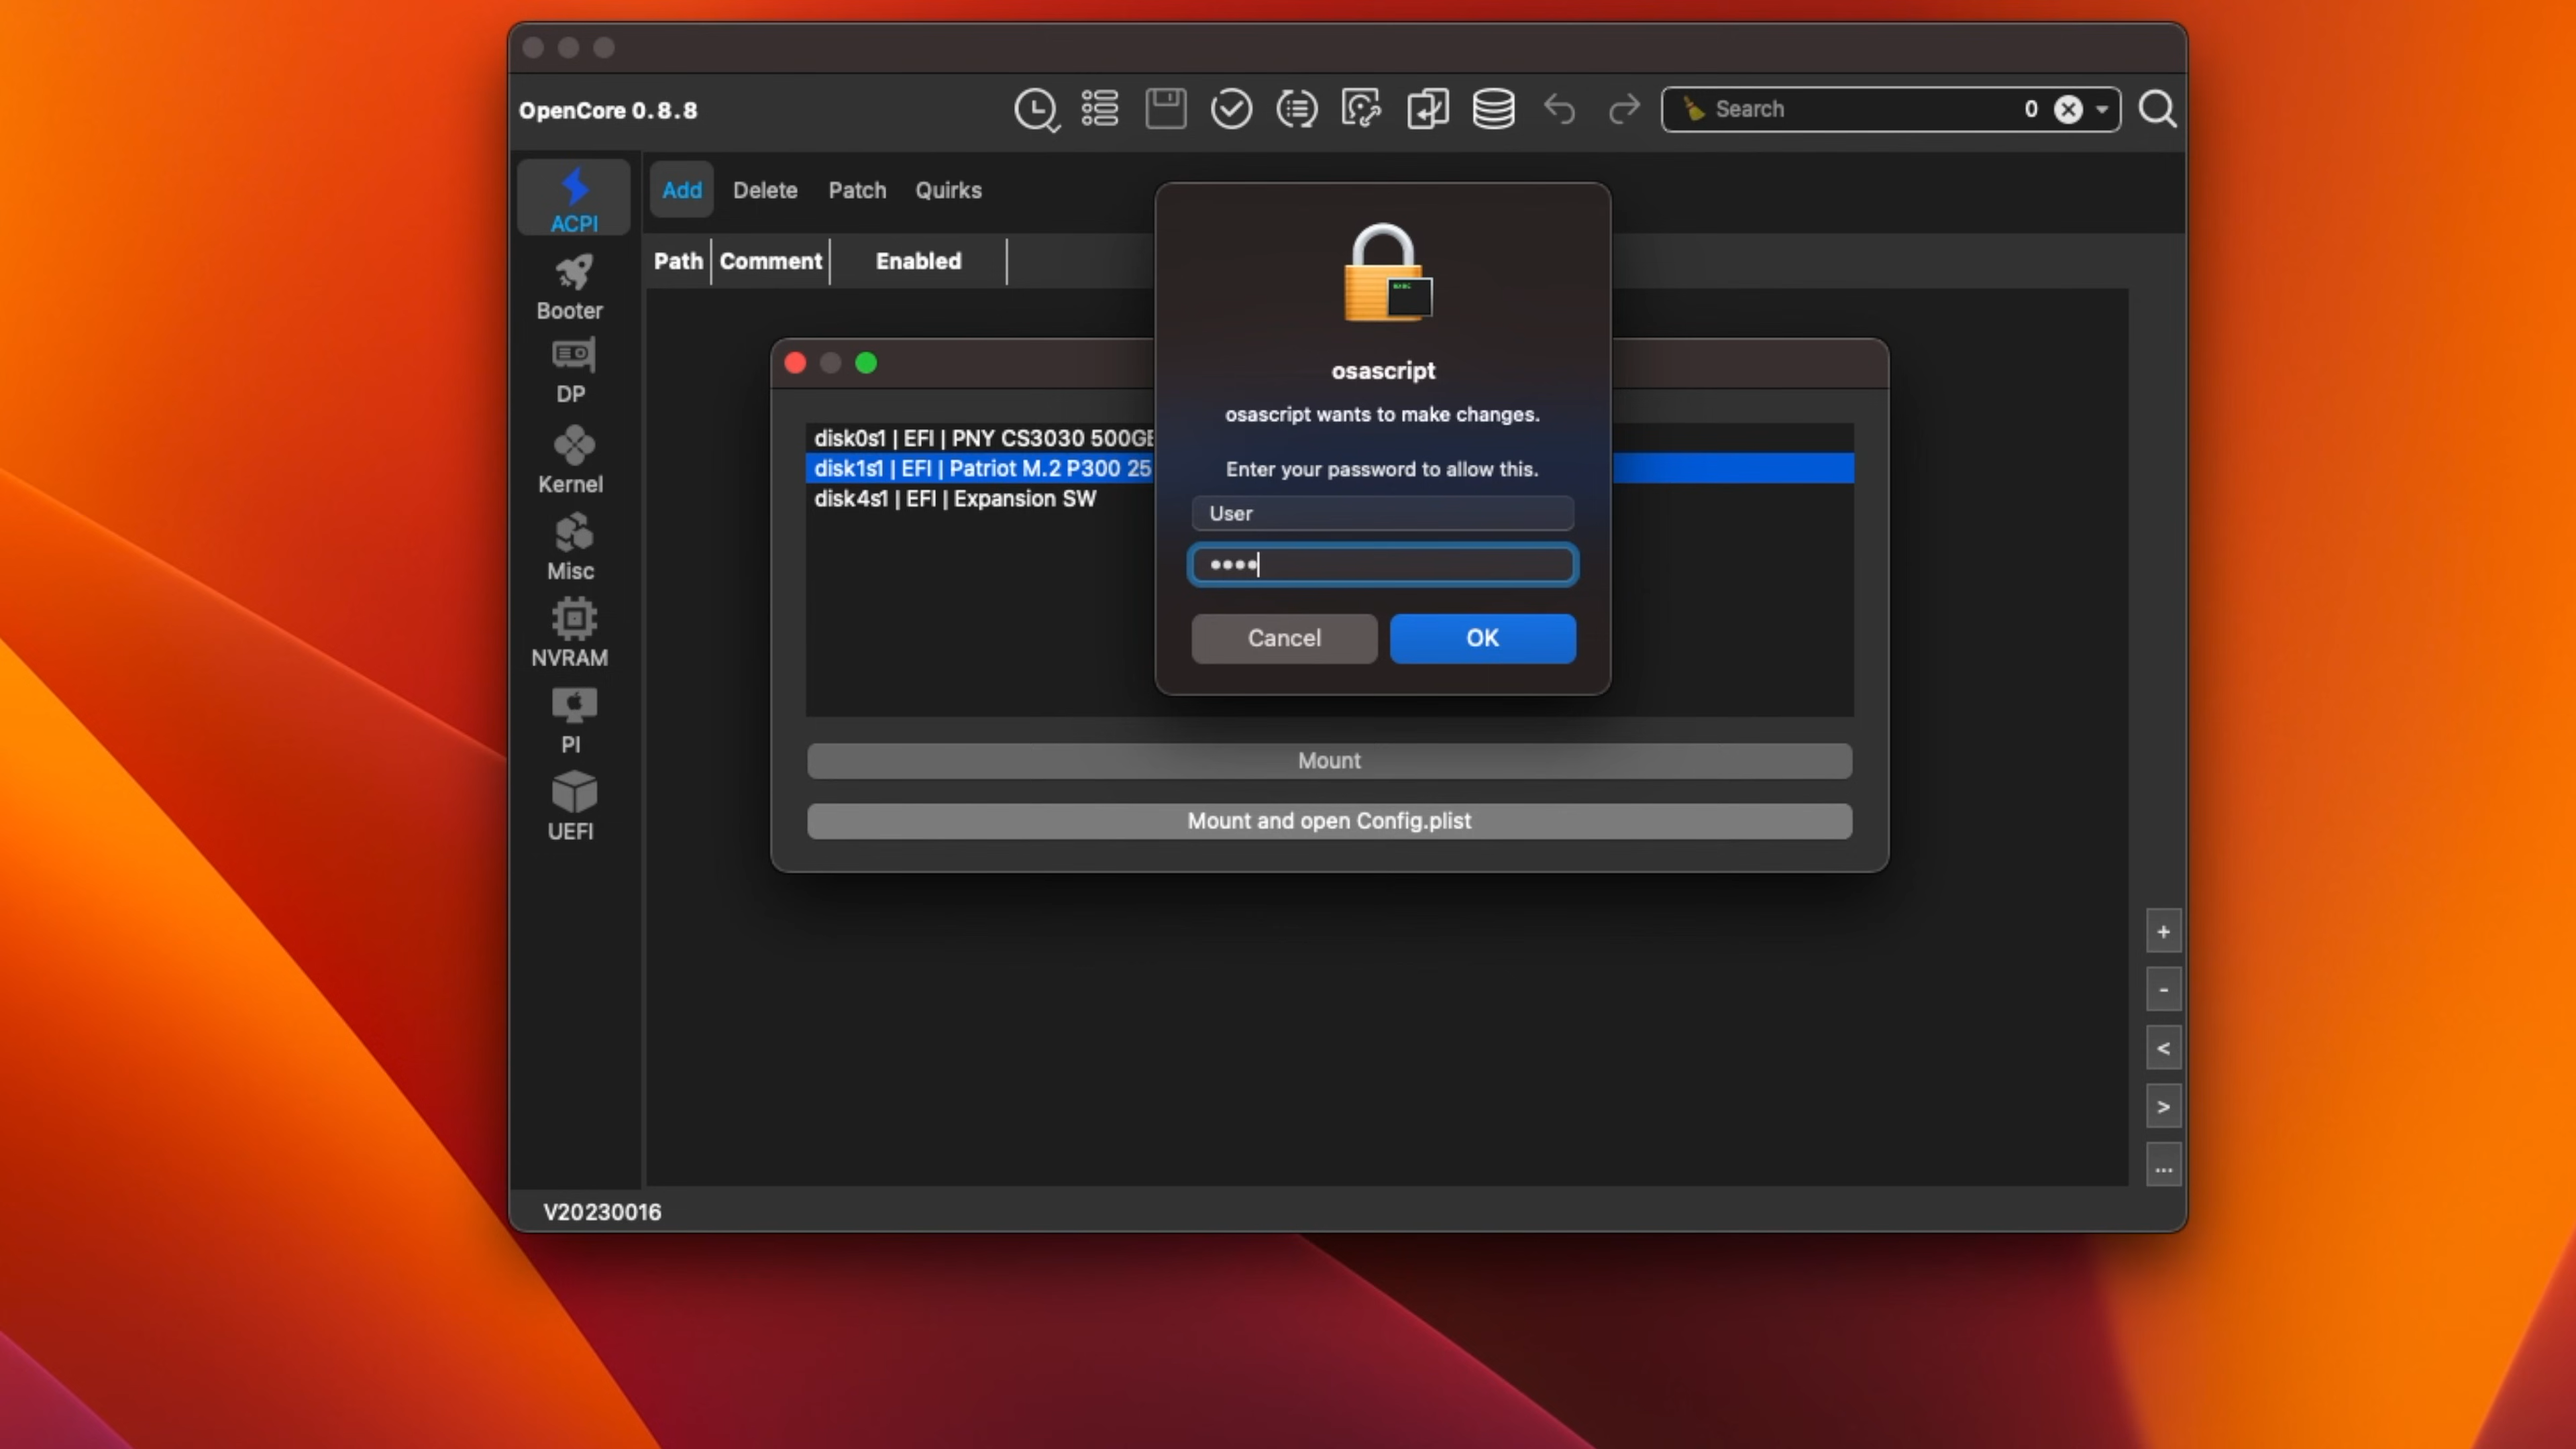 OpenCore 0.8.8
Search
0
ACPI
Booter
DP
Kernel
Misc
NVRAM
PI
UEFI
Add
Delete
Patch
Quirks
Path
Comment
Enabled
disk0s1 | EFI | PNY CS3030 500GB
disk1s1 | EFI | Patriot M.2 P300 25
disk4s1 | EFI | Expansion SW
osascript
osascript wants to make changes.
Enter your password to allow this.
User
••••
Cancel
OK
Mount
Mount and open Config.plist
+
-
<
>
...
V20230016